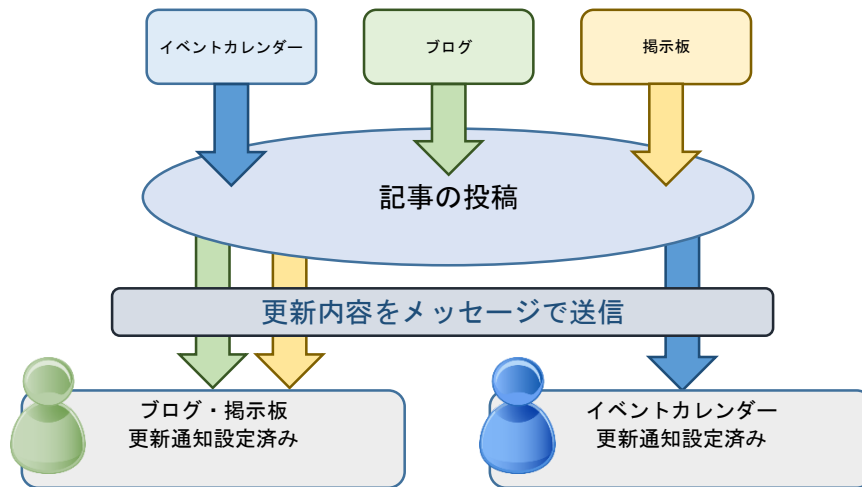 イベントカレンダー
ブログ
掲示板
記事の投稿
更新内容をメッセージで送信
ブログ・掲示板
更新通知設定済み
イベントカレンダー
更新通知設定済み